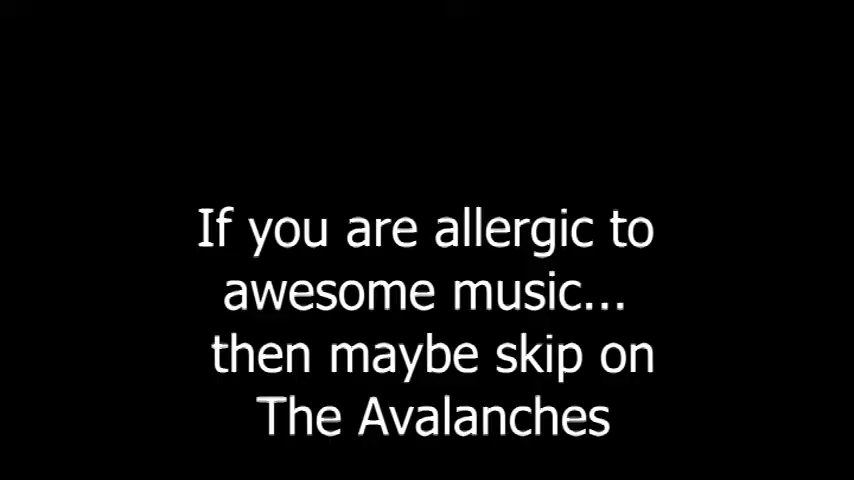 If you are allergic to
awesome music...
then maybe skip on
The Avalanches